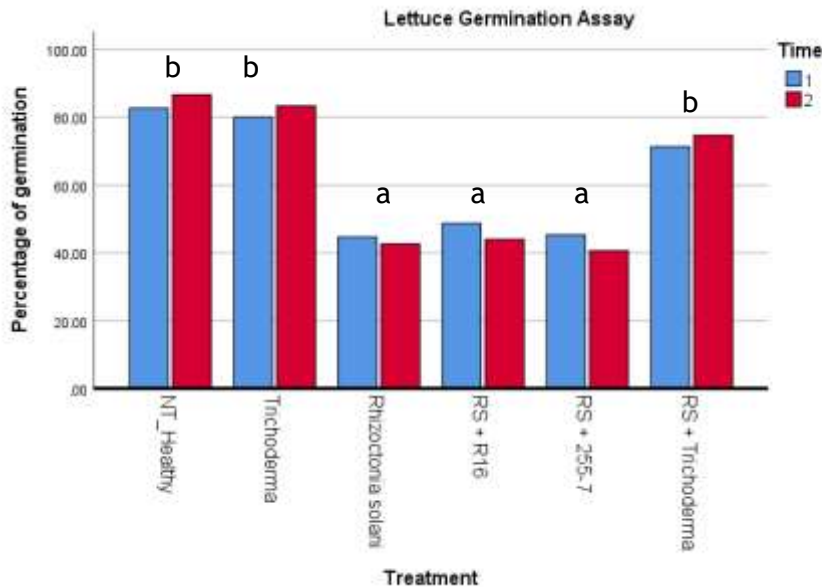 Lettuce Germination Assay
Time
1
2
Percentage of germination
100.00
80.00
60.00
40.00
20.00
.00
b
b
a
a
a
b
NT_Healthy
Trichoderma
Rhizoctonia solani
RS + R16
RS + 255-7
RS + Trichoderma
Treatment